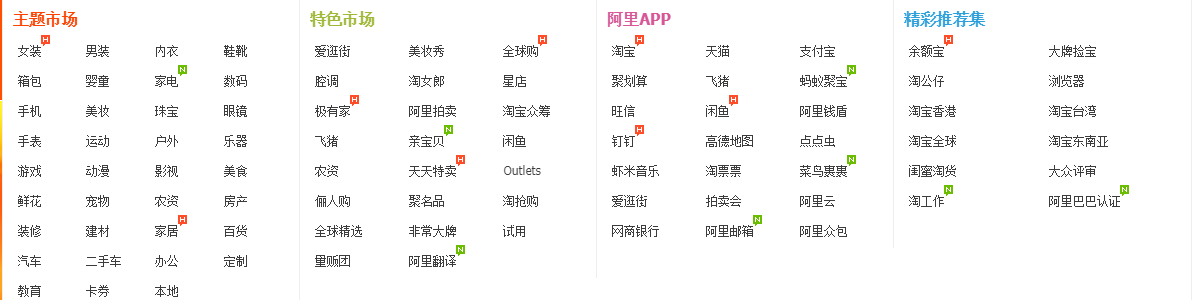 主题市场
女装 H 男装 内衣 鞋靴
箱包 婴童 家电 N 数码
手机 美妆 珠宝 眼镜
手表 运动 户外 乐器
游戏 动漫 影视 美食
鲜花 宠物 农资 房产
装修 建材 家居 H 百货
汽车 二手车 办公 定制
教育 卡券 本地
特色市场
爱逛街 美妆秀 全球购 H
腔调 淘女郎 星店
极有家 H 阿里拍卖 淘宝众筹
飞猪 亲宝贝 N 闲鱼
农资 天天特卖 H Outlets
俪人购 聚名品 淘抢购
全球精选 非常大牌 试用
量贩团 阿里翻译 N
阿里APP
淘宝 H 天猫 支付宝
聚划算 飞猪 蚂蚁聚宝 N
旺信 闲鱼 H 阿里钱盾
钉钉 H 高德地图 点点虫
虾米音乐 淘票票 菜鸟裹裹 N
爱逛街 拍卖会 阿里云
网商银行 阿里邮箱 N 阿里众包
精彩推荐集
余额宝 H 大牌捡宝
淘公仔 浏览器
淘宝香港 淘宝台湾
淘宝全球 淘宝东南亚
闺蜜淘货 大众评审
淘工作 N 阿里巴巴认证 N